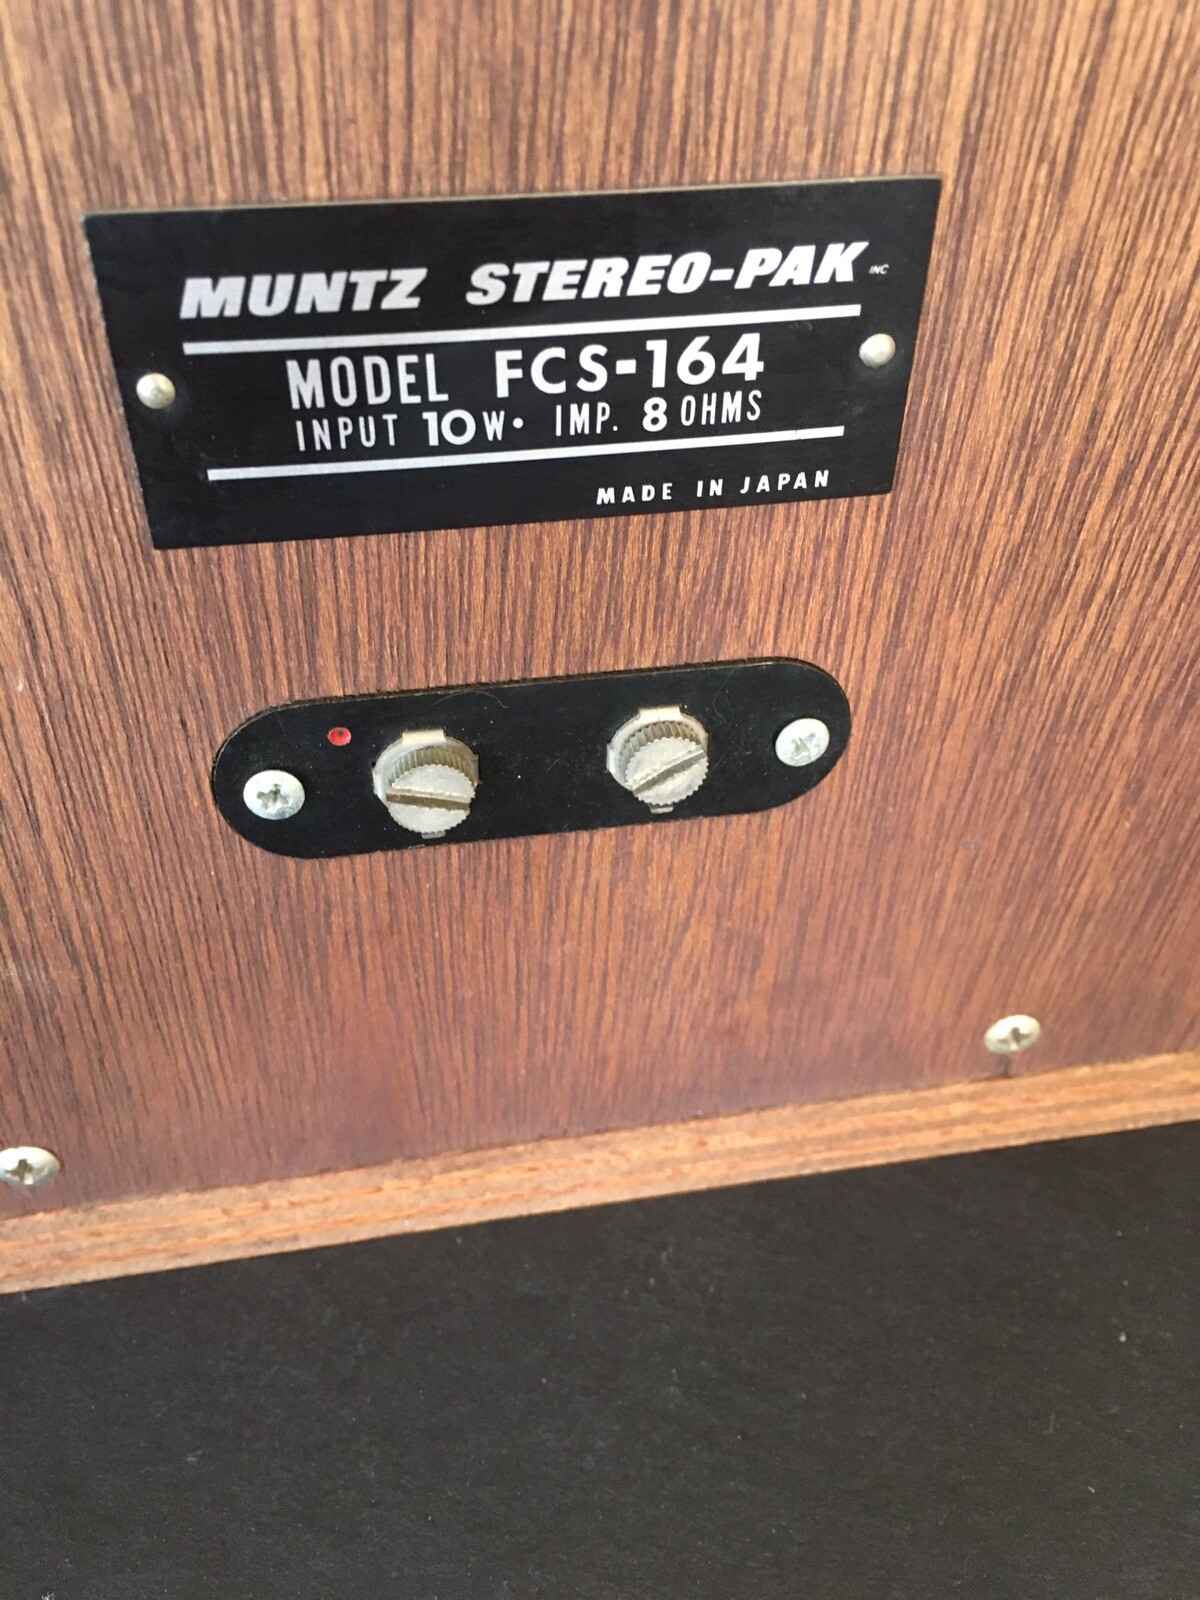 MUNTZ STEREO-PAK INC
MODEL FCS-164
INPUT 10W• IMP. 8 OHMS
MADE IN JAPAN